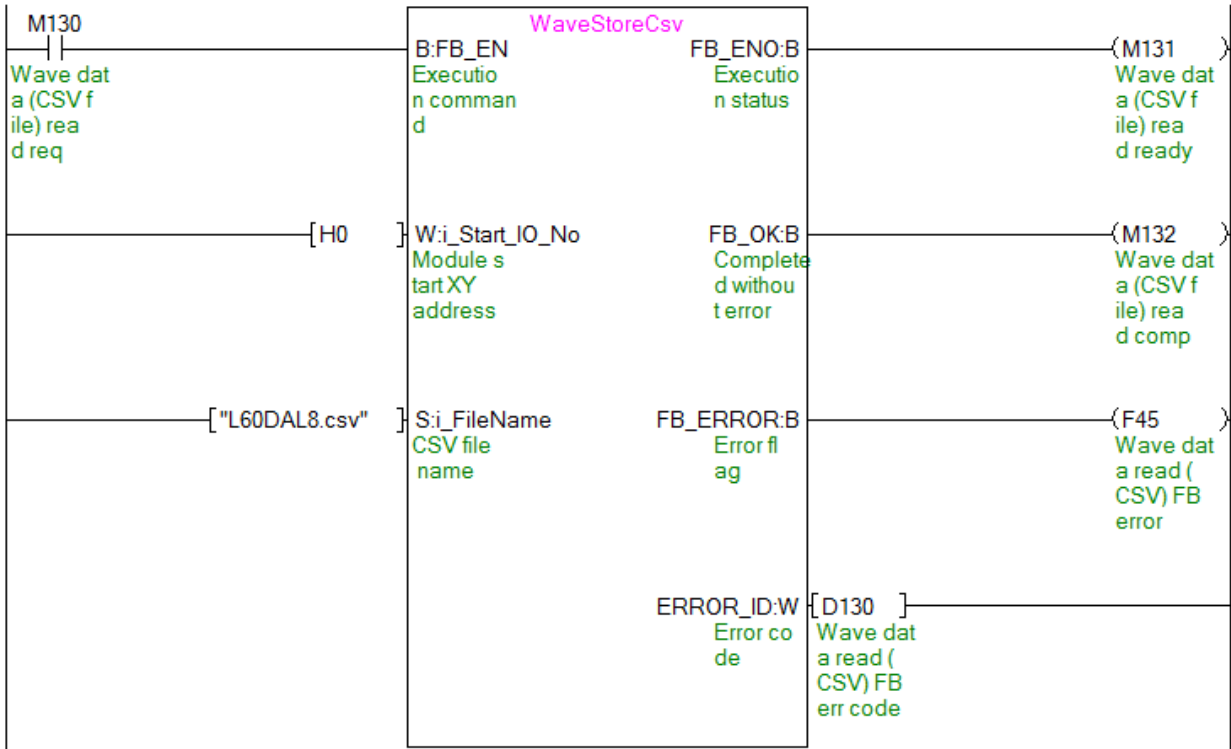 M130
WaveStoreCsv
B:FB_EN
FB_ENO:B
M131
Wave dat
a (CSV f
ile) rea
d req
Executio
n comman
d
Executio
n status
Wave dat
a (CSV f
ile) rea
d ready
H0
W:i_Start_IO_No
FB_OK:B
M132
Module s
tart XY
address
Complete
d withou
t error
Wave dat
a (CSV f
ile) rea
d comp
"L60DAL8.csv"
S:i_FileName
FB_ERROR:B
F45
CSV file
name
Error fl
ag
Wave dat
a read (
CSV) FB
error
ERROR_ID:W
D130
Error co
de
Wave dat
a read (
CSV) FB
err code